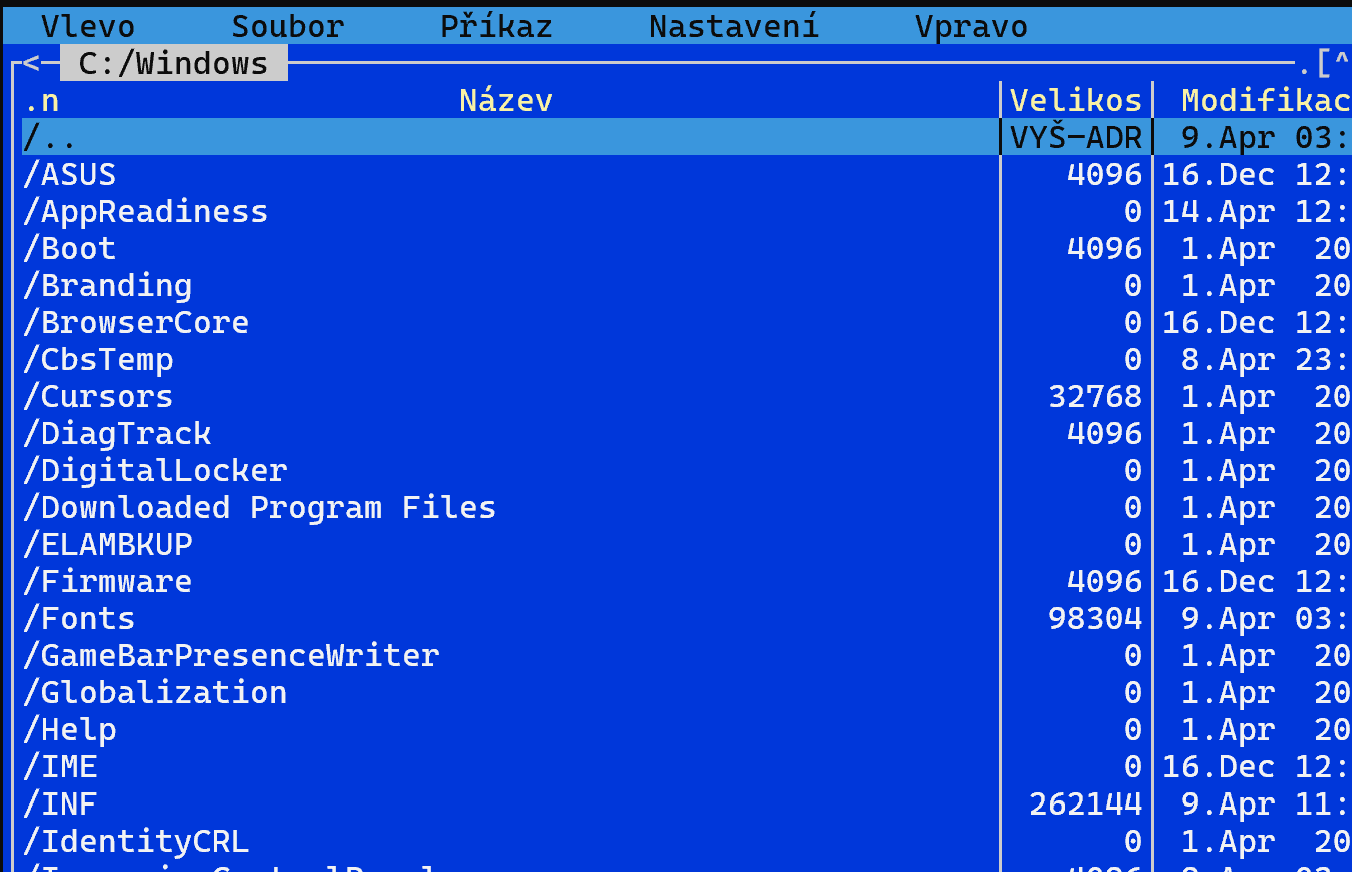 Vlevo Soubor Příkaz Nastavení Vpravo
<─ C:/Windows .[^
.n Název Velikos Modifikac
/.. VYŠ-ADR 9.Apr 03:
/ASUS 4096 16.Dec 12:
/AppReadiness 0 14.Apr 12:
/Boot 4096 1.Apr 20
/Branding 0 1.Apr 20
/BrowserCore 0 16.Dec 12:
/CbsTemp 0 8.Apr 23:
/Cursors 32768 1.Apr 20
/DiagTrack 4096 1.Apr 20
/DigitalLocker 0 1.Apr 20
/Downloaded Program Files 0 1.Apr 20
/ELAMBKUP 0 1.Apr 20
/Firmware 4096 16.Dec 12:
/Fonts 98304 9.Apr 03:
/GameBarPresenceWriter 0 1.Apr 20
/Globalization 0 1.Apr 20
/Help 0 1.Apr 20
/IME 0 16.Dec 12:
/INF 262144 9.Apr 11:
/IdentityCRL 0 1.Apr 20